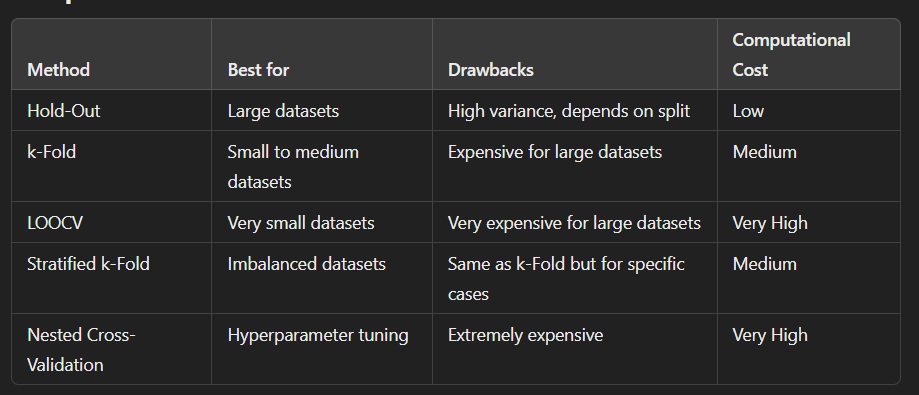 Method Best for Drawbacks Computational Cost
Hold-Out Large datasets High variance, depends on split Low
k-Fold Small to medium datasets Expensive for large datasets Medium
LOOCV Very small datasets Very expensive for large datasets Very High
Stratified k-Fold Imbalanced datasets Same as k-Fold but for specific cases Medium
Nested Cross-Validation Hyperparameter tuning Extremely expensive Very High